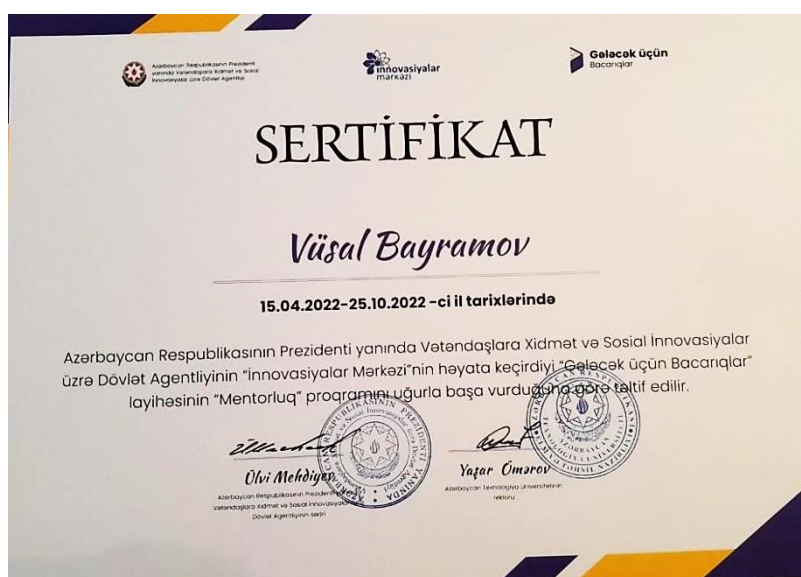 Azərbaycan Respublikasının Prezidenti
yanında Vətəndaşlara Xidmət və Sosial
İnnovasiyalar üzrə Dövlət Agentliyi
innovasiyalar
mərkəzi
Gələcək üçün
Bacarıqlar
SERTİFİKAT
Vüsal Bayramov
15.04.2022-25.10.2022 -ci il tarixlərində
Azərbaycan Respublikasının Prezidenti yanında Vətəndaşlara Xidmət və Sosial İnnovasiyalar
üzrə Dövlət Agentliyinin “İnnovasiyalar Mərkəzi”nin həyata keçirdiyi “Gələcək üçün Bacarıqlar”
layihəsinin “Mentorluq” proqramını uğurla başa vurduğuna görə təltif edilir.
Ülvi Mehdiyev
Azərbaycan Respublikasının Prezidenti yanında
Vətəndaşlara Xidmət və Sosial İnnovasiyalar
Dövlət Agentliyinin sədri
Yaşar Ömərov
Azərbaycan Texnologiya Universitetinin
rektoru